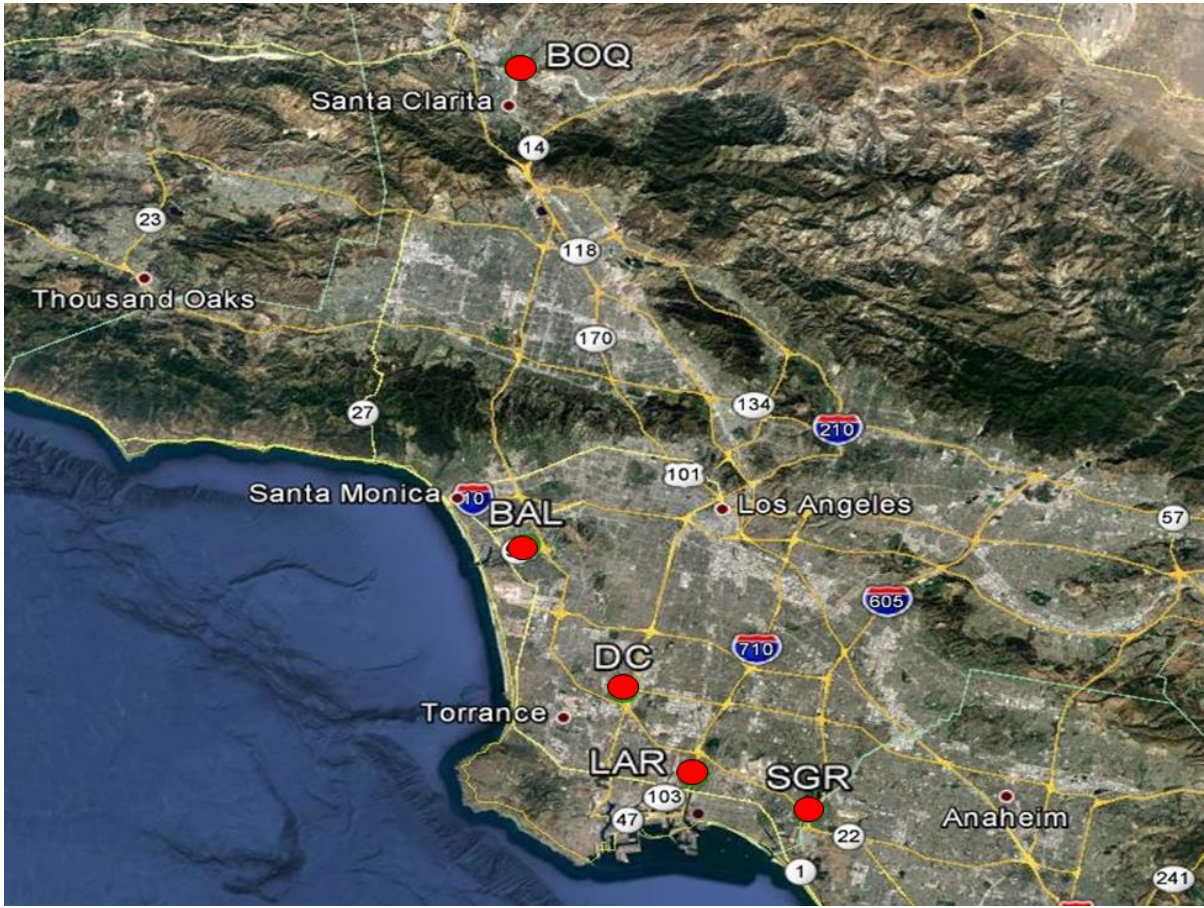 BOQ
Santa Clarita
14
23
118
Thousand Oaks
170
134
27
210
101
Santa Monica
10
Los Angeles
BAL
57
605
DC
710
Torrance
LAR
SGR
103
47
Anaheim
22
1
241